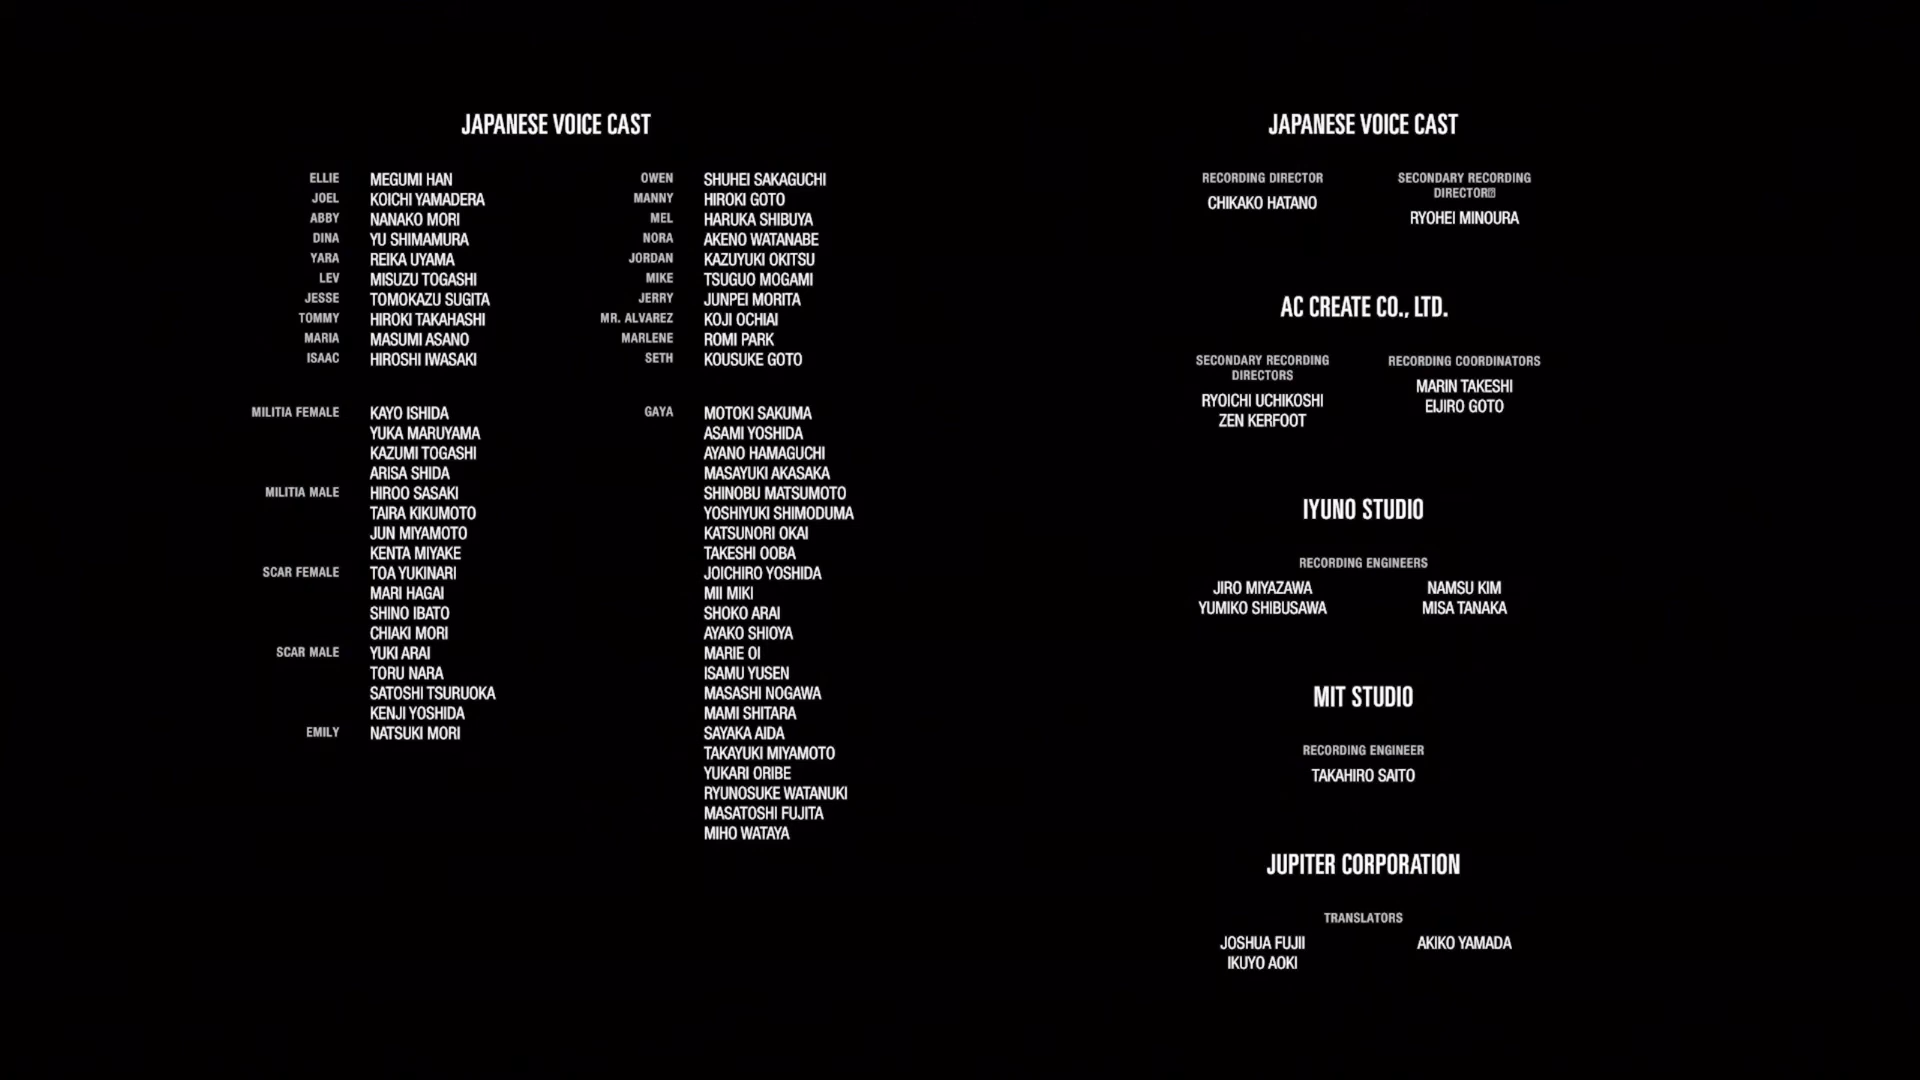 JAPANESE VOICE CAST
ELLIE MEGUMI HAN
JOEL KOICHI YAMADERA
ABBY NANAKO MORI
DINA YU SHIMAMURA
YARA REIKA UYAMA
LEV MISUZU TOGASHI
JESSE TOMOKAZU SUGITA
TOMMY HIROKI TAKAHASHI
MARIA MASUMI ASANO
ISAAC HIROSHI IWASAKI
OWEN SHUHEI SAKAGUCHI
MANNY HIROKI GOTO
MEL HARUKA SHIBUYA
NORA AKENO WATANABE
JORDAN KAZUYUKI OKITSU
MIKE TSUGUO MOGAMI
JERRY JUNPEI MORITA
MR. ALVAREZ KOJI OCHIAI
MARLENE ROMI PARK
SETH KOUSUKE GOTO
MILITIA FEMALE KAYO ISHIDA
YUKA MARUYAMA
KAZUMI TOGASHI
ARISA SHIDA
MILITIA MALE HIROO SASAKI
TAIRA KIKUMOTO
JUN MIYAMOTO
KENTA MIYAKE
SCAR FEMALE TOA YUKINARI
MARI HAGAI
SHINO IBATO
CHIAKI MORI
SCAR MALE YUKI ARAI
TORU NARA
SATOSHI TSURUOKA
KENJI YOSHIDA
EMILY NATSUKI MORI
GAYA MOTOKI SAKUMA
ASAMI YOSHIDA
AYANO HAMAGUCHI
MASAYUKI AKASAKA
SHINOBU MATSUMOTO
YOSHIYUKI SHIMODUMA
KATSUNORI OKAI
TAKESHI OOBA
JOICHIRO YOSHIDA
MII MIKI
SHOKO ARAI
AYAKO SHIOYA
MARIE OI
ISAMU YUSEN
MASASHI NOGAWA
MAMI SHITARA
SAYAKA AIDA
TAKAYUKI MIYAMOTO
YUKARI ORIBE
RYUNOSUKE WATANUKI
MASATOSHI FUJITA
MIHO WATAYA
JAPANESE VOICE CAST
RECORDING DIRECTOR
CHIKAKO HATANO
SECONDARY RECORDING
DIRECTOR
RYOHEI MINOURA
AC CREATE CO., LTD.
SECONDARY RECORDING
DIRECTORS
RYOICHI UCHIKOSHI
ZEN KERFOOT
RECORDING COORDINATORS
MARIN TAKESHI
EIJIRO GOTO
IYUNO STUDIO
RECORDING ENGINEERS
JIRO MIYAZAWA
YUMIKO SHIBUSAWA
NAMSU KIM
MISA TANAKA
MIT STUDIO
RECORDING ENGINEER
TAKAHIRO SAITO
JUPITER CORPORATION
TRANSLATORS
JOSHUA FUJII
IKUYO AOKI
AKIKO YAMADA